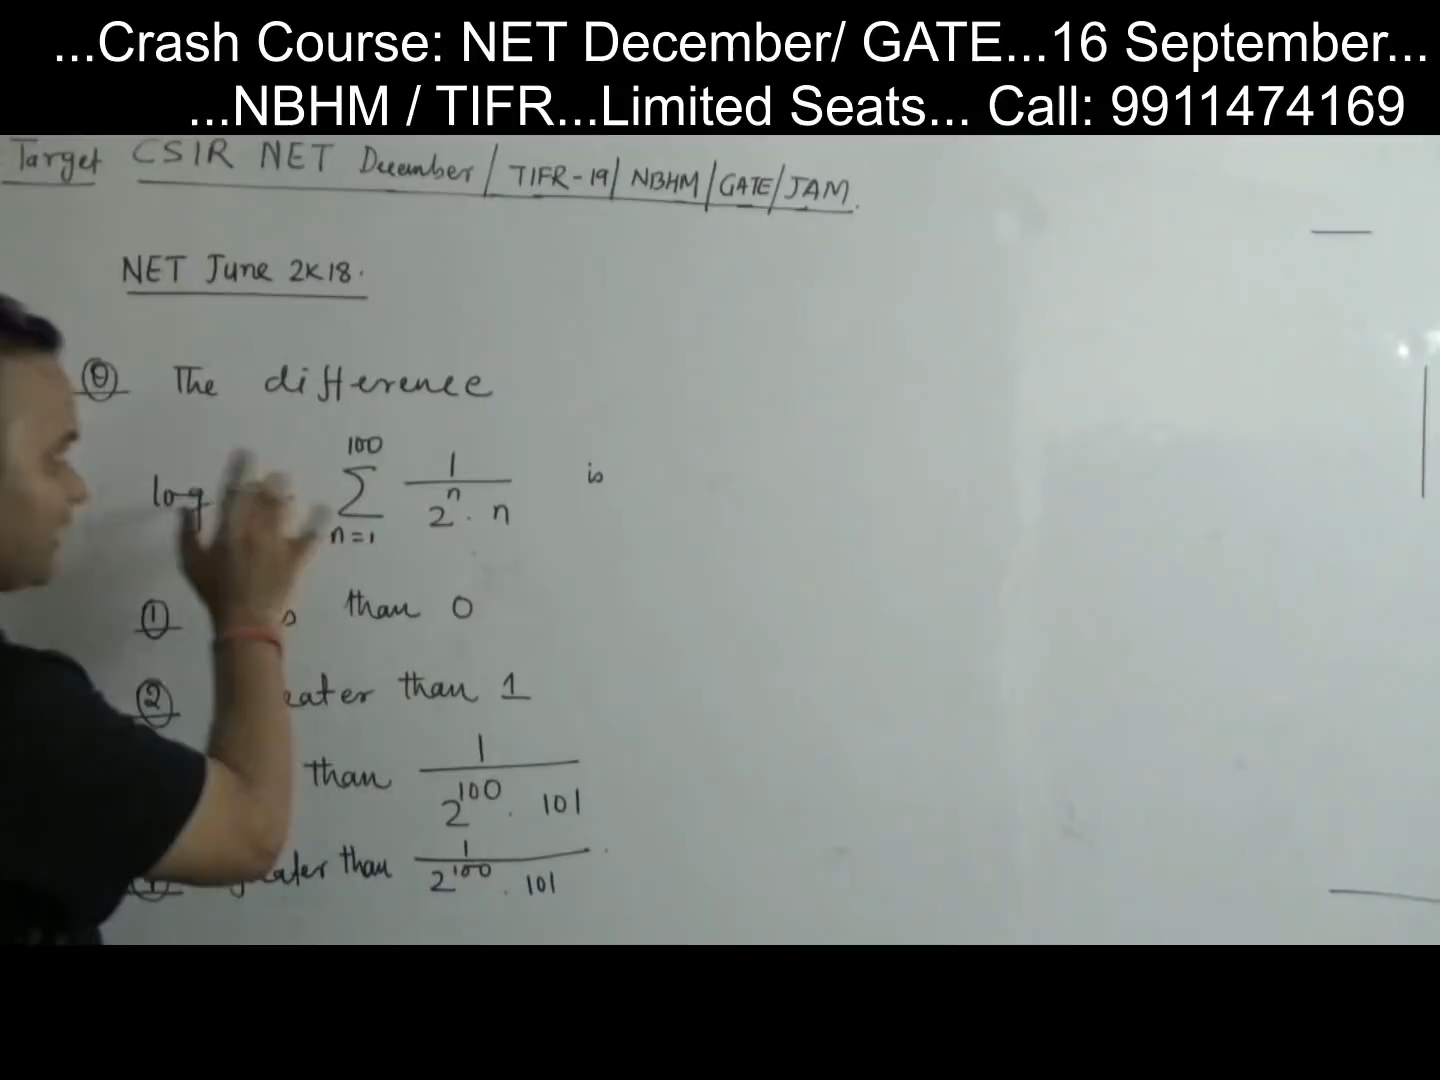 ...Crash Course: NET December/ GATE...16 September...
...NBHM / TIFR...Limited Seats... Call: 9911474169
Target CSIR NET December / TIFR-19 / NBHM / GATE / JAM.
NET June 2K18.
Q The difference
log ∑_{n=1}^{100} 1/(2^n . n) is
① than 0
② than 1
than 1/(2^100 . 101)
than 1/(2^100 . 101)